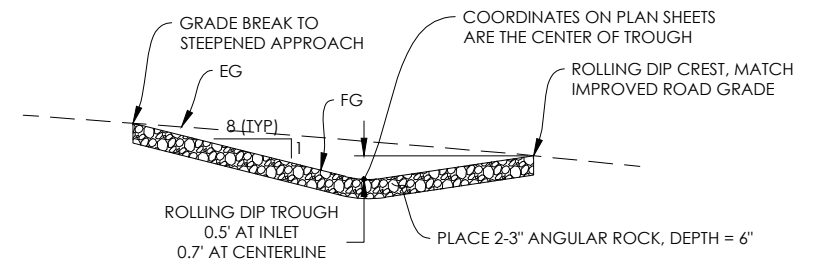 GRADE BREAK TO
STEEPENED APPROACH
COORDINATES ON PLAN SHEETS
ARE THE CENTER OF TROUGH
EG
ROLLING DIP CREST, MATCH
IMPROVED ROAD GRADE
FG
8 (TYP)
1
ROLLING DIP TROUGH
0.5' AT INLET
0.7' AT CENTERLINE
PLACE 2-3" ANGULAR ROCK, DEPTH = 6"